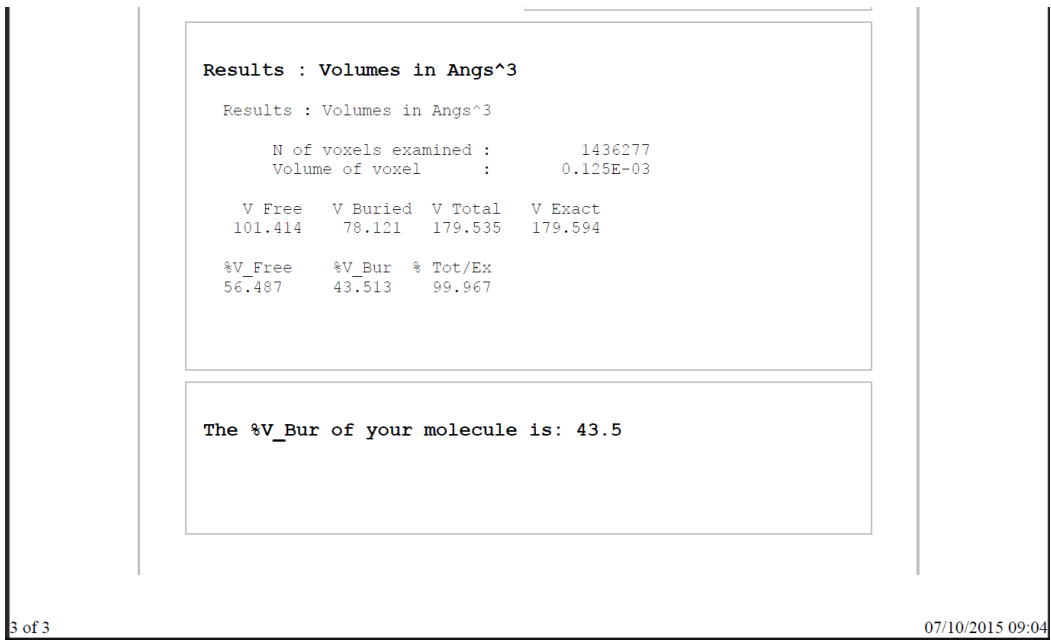 Results : Volumes in Angs^3
Results : Volumes in Angs^3
N of voxels examined : 1436277
Volume of voxel : 0.125E-03
V Free V Buried V Total V Exact
101.414 78.121 179.535 179.594
%V_Free %V_Bur % Tot/Ex
56.487 43.513 99.967
The %V_Bur of your molecule is: 43.5
3 of 3
07/10/2015 09:04